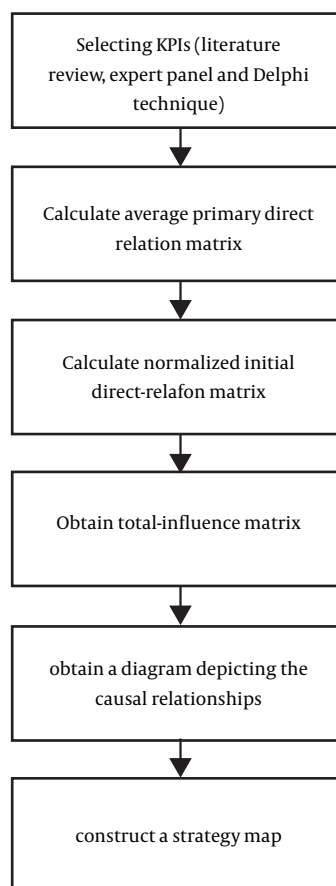 Selecting KPIs (literature
review, expert panel and Delphi
technique)
Calculate average primary direct
relation matrix
Calculate normalized initial
direct-relafon matrix
Obtain total-influence matrix
obtain a diagram depicting the
causal relationships
construct a strategy map